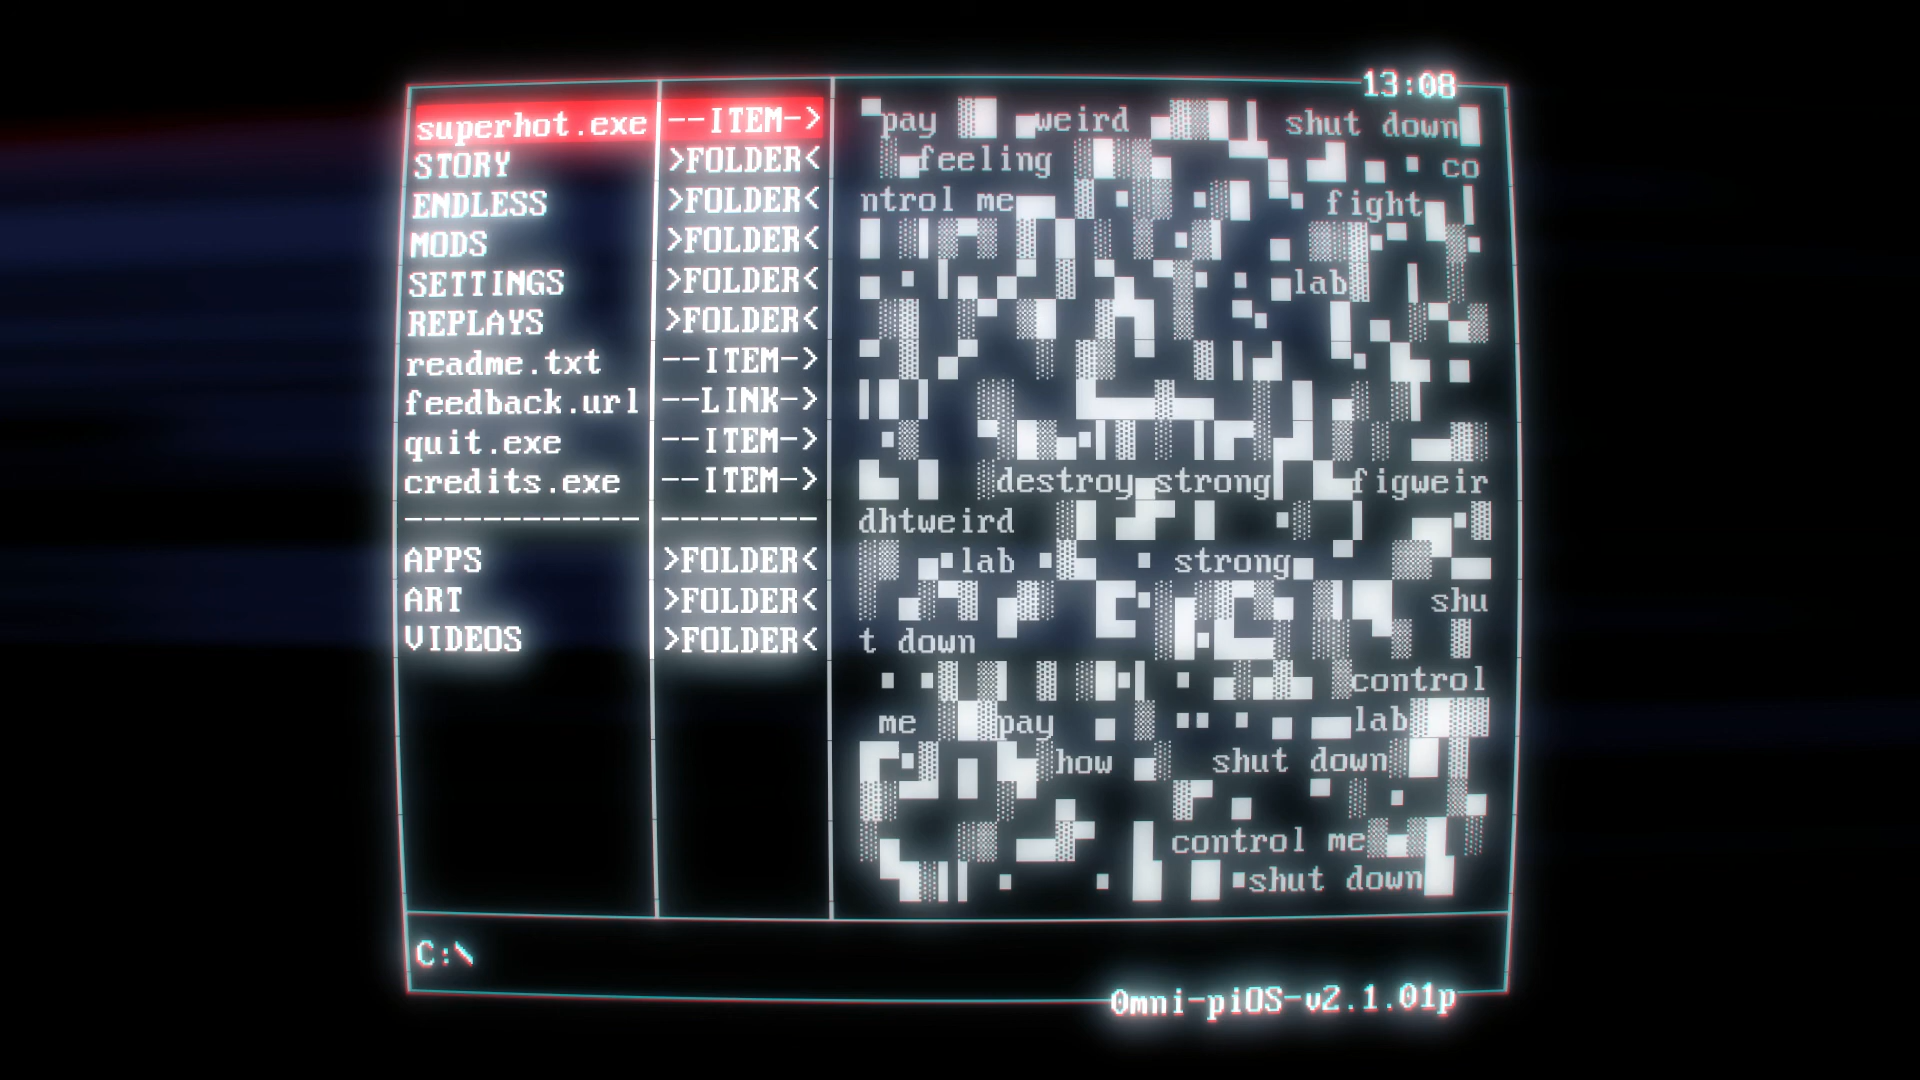 13:08
superhot.exe --ITEM->
STORY >FOLDER<
ENDLESS >FOLDER<
MODS >FOLDER<
SETTINGS >FOLDER<
REPLAYS >FOLDER<
readme.txt --ITEM->
feedback.url --LINK->
quit.exe --ITEM->
credits.exe --ITEM->
------------ --------
APPS >FOLDER<
ART >FOLDER<
VIDEOS >FOLDER<
pay weird shut down
feeling co
ntrol me fight
lab
destroy strong figweir
dhtweird
lab strong
shu
t down
control
me pay lab
how shut down
control me
shut down
C:\
0mni-piOS-v2.1.01p